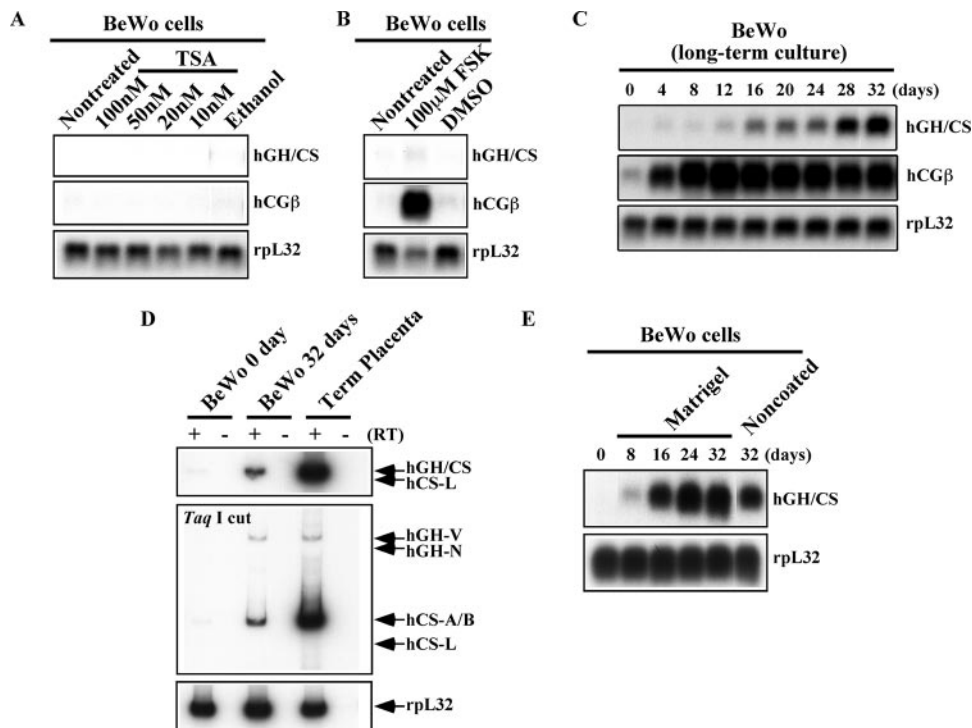 A
BeWo cells
TSA
Nontreated
100nM
50nM
20nM
10nM
Ethanol
hGH/CS
hCGβ
rpL32
B
BeWo cells
Nontreated
100μM FSK
DMSO
hGH/CS
hCGβ
rpL32
C
BeWo
(long-term culture)
0 4 8 12 16 20 24 28 32 (days)
hGH/CS
hCGβ
rpL32
D
BeWo 0 day
BeWo 32 days
Term Placenta
+ - + - + - (RT)
hGH/CS
hCS-L
Taq I cut
hGH-V
hGH-N
hCS-A/B
hCS-L
rpL32
E
BeWo cells
Matrigel
Noncoated
0 8 16 24 32 32 (days)
hGH/CS
rpL32